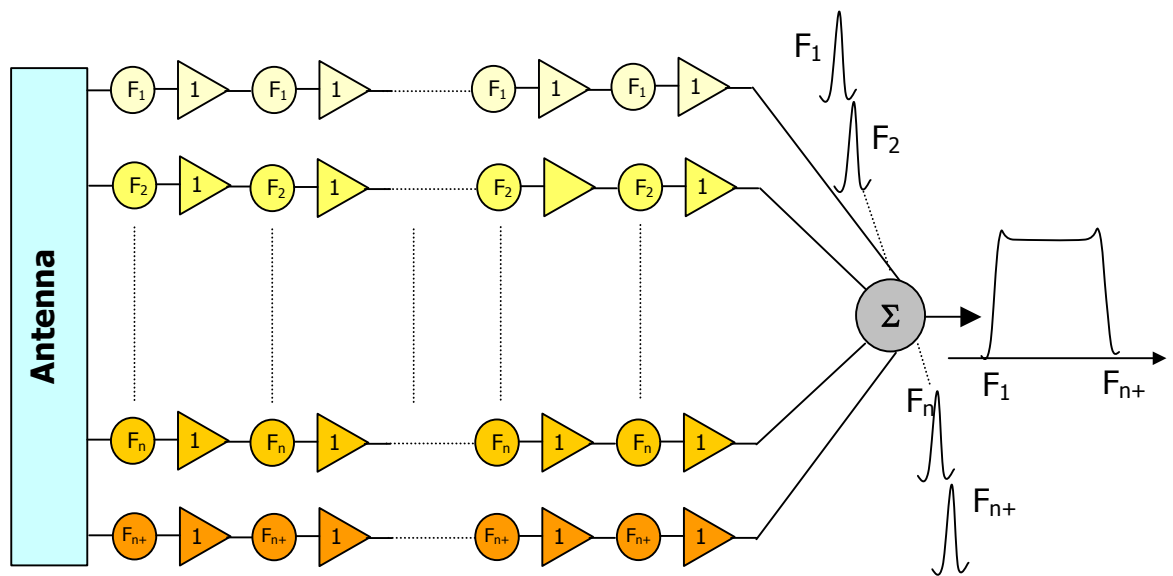 F1 1 F1 1 F1 1 F1 1
F1
F2
F2 1 F2 1 F2 F2 1
Antenna
Σ
F1
Fn+
Fn
Fn 1 Fn 1 Fn 1 Fn 1
Fn+
Fn+ 1 Fn+ 1 Fn+ 1 Fn+ 1